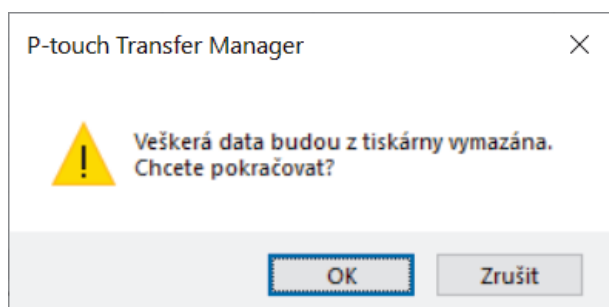 P-touch Transfer Manager
Veškerá data budou z tiskárny vymazána.
Chcete pokračovat?
OK
Zrušit